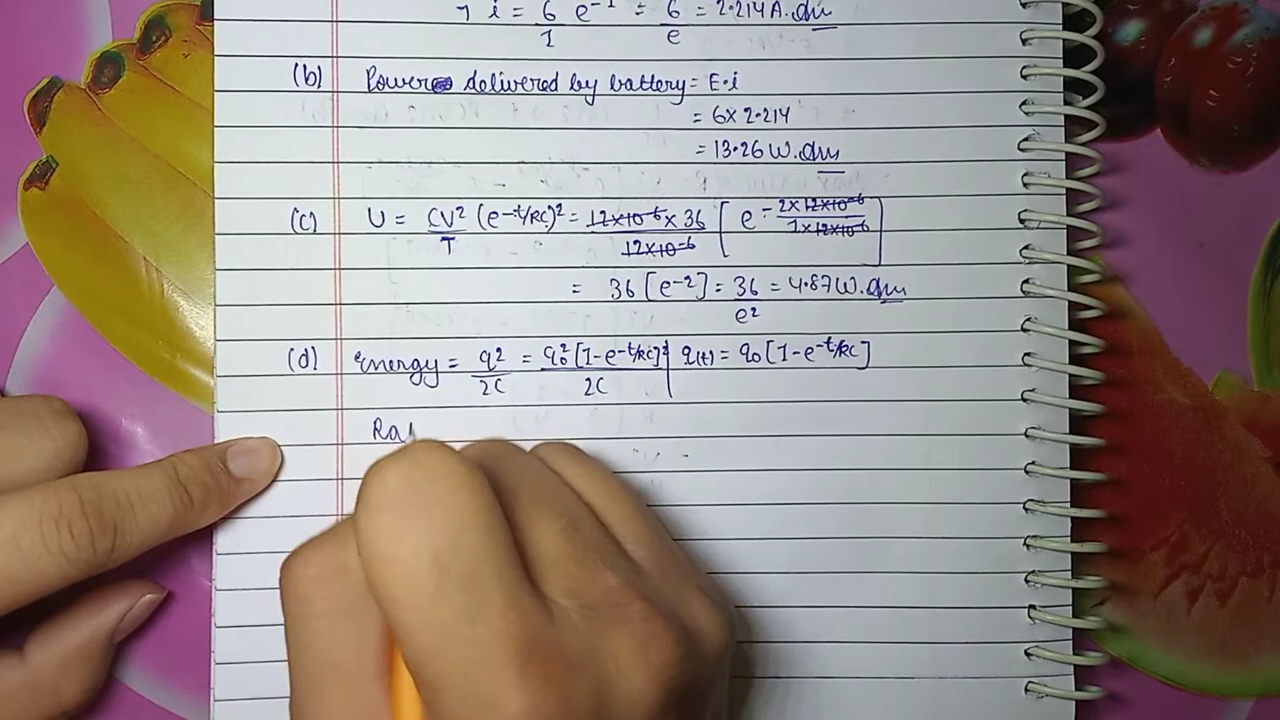 7 i = 6/1 e⁻¹ = 6/e = 2.214 A. Ans
(b) Power delivered by battery = E·i
= 6×2.214
= 13.26 W. Ans
(c) U = CV²/T (e^-t/RC)² = 12×10⁻⁶×36/12×10⁻⁶ [e^-2×12×10⁻⁶/1×12×10⁻⁶]
= 36[e⁻²] = 36/e² = 4.87 W. Ans
(d) Energy = q²/2C = q₀²[1-e^-t/RC]²/2C | q(t) = q₀[1-e^-t/RC]
Ra